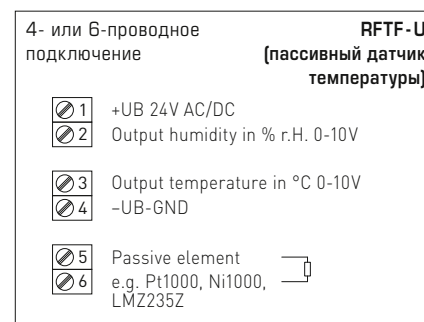 4- или 6-проводное
подключение
RFTF-U
(пассивный датчик
температуры)
1 +UB 24V AC/DC
2 Output humidity in % r.H. 0-10V
3 Output temperature in °C 0-10V
4 –UB-GND
5 Passive element
6 e.g. Pt1000, Ni1000,
LMZ235Z